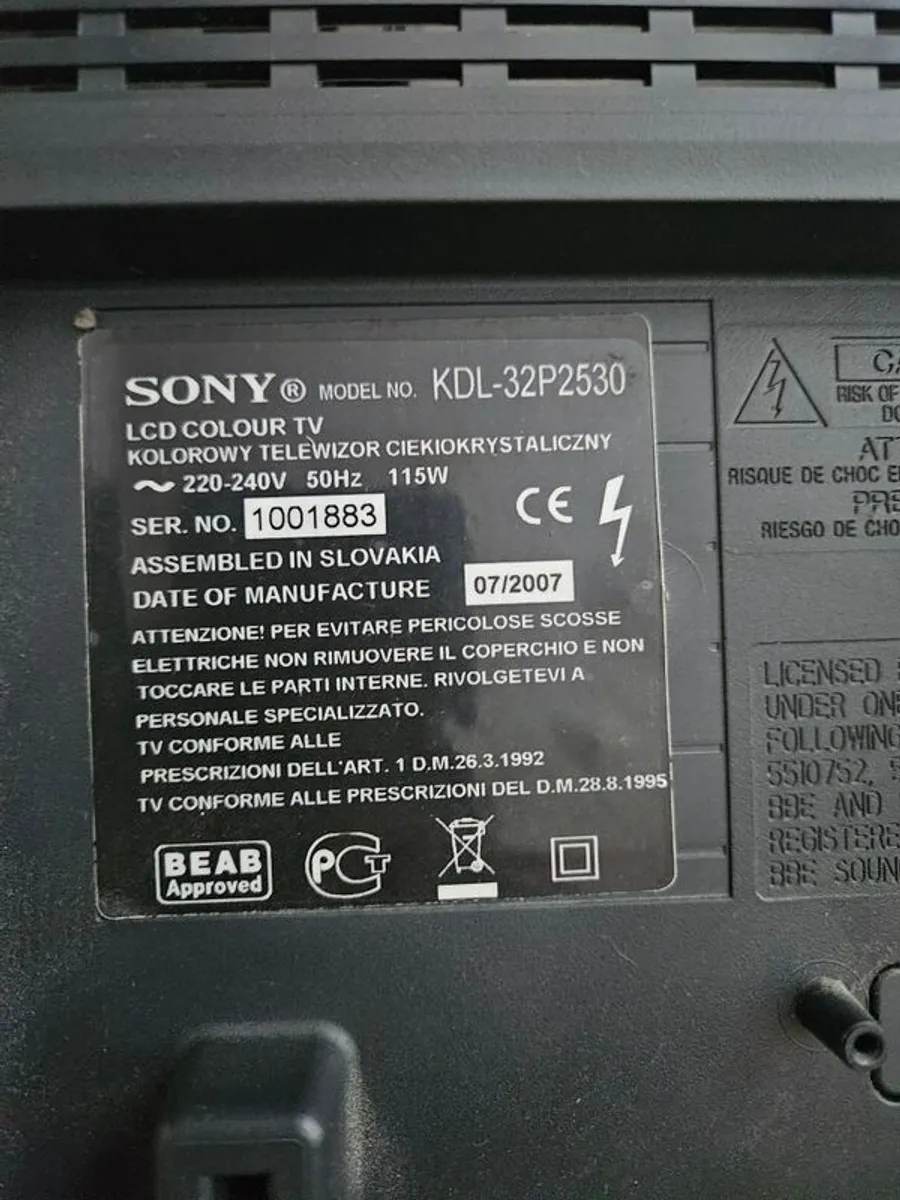 SONY® MODEL NO. KDL-32P2530
LCD COLOUR TV
KOLOROWY TELEWIZOR CIEKIOKRYSTALICZNY
~ 220-240V 50Hz 115W
SER. NO. 1001883
CE
ASSEMBLED IN SLOVAKIA
DATE OF MANUFACTURE 07/2007
ATTENZIONE! PER EVITARE PERICOLOSE SCOSSE
ELETTRICHE NON RIMUOVERE IL COPERCHIO E NON
TOCCARE LE PARTI INTERNE. RIVOLGETEVI A
PERSONALE SPECIALIZZATO.
TV CONFORME ALLE
PRESCRIZIONI DELL'ART. 1 D.M.26.3.1992
TV CONFORME ALLE PRESCRIZIONI DEL D.M.28.8.1995
BEAB
Approved
PCT
RISK OF
RISQUE DE CHOC
RIESGO DE
LICENSED
UNDER
FOLLOWING
5510752,
BBE AND
BBE